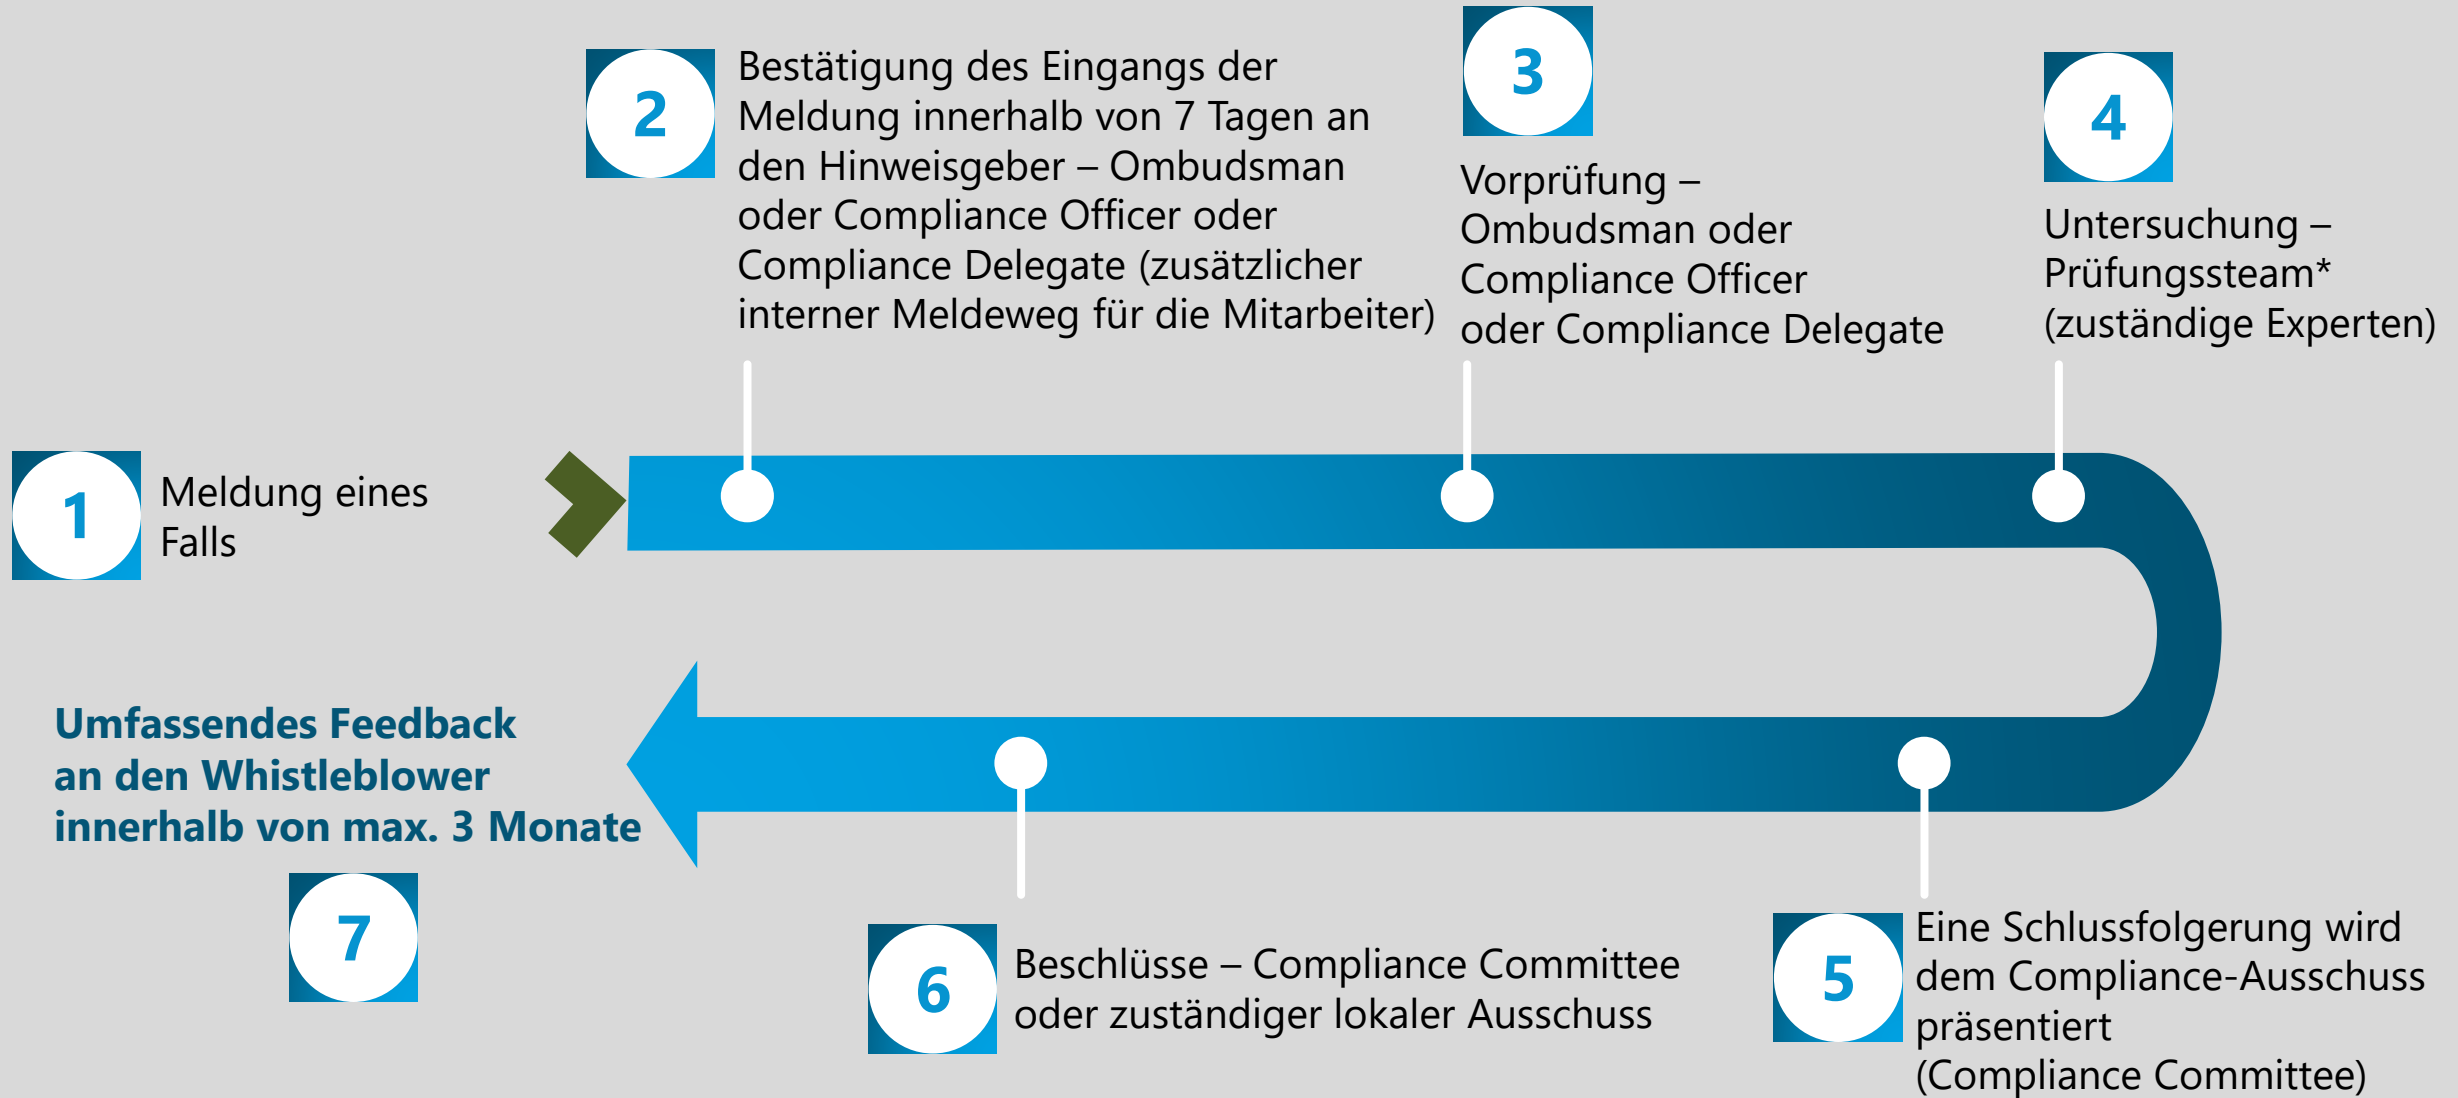 1
Meldung eines
Falls
2
Bestätigung des Eingangs der
Meldung innerhalb von 7 Tagen an
den Hinweisgeber – Ombudsman
oder Compliance Officer oder
Compliance Delegate (zusätzlicher
interner Meldeweg für die Mitarbeiter)
3
Vorprüfung –
Ombudsman oder
Compliance Officer
oder Compliance Delegate
4
Untersuchung –
Prüfungssteam*
(zuständige Experten)
5
Eine Schlussfolgerung wird
dem Compliance-Ausschuss
präsentiert
(Compliance Committee)
6
Beschlüsse – Compliance Committee
oder zuständiger lokaler Ausschuss
Umfassendes Feedback
an den Whistleblower
innerhalb von max. 3 Monate
7